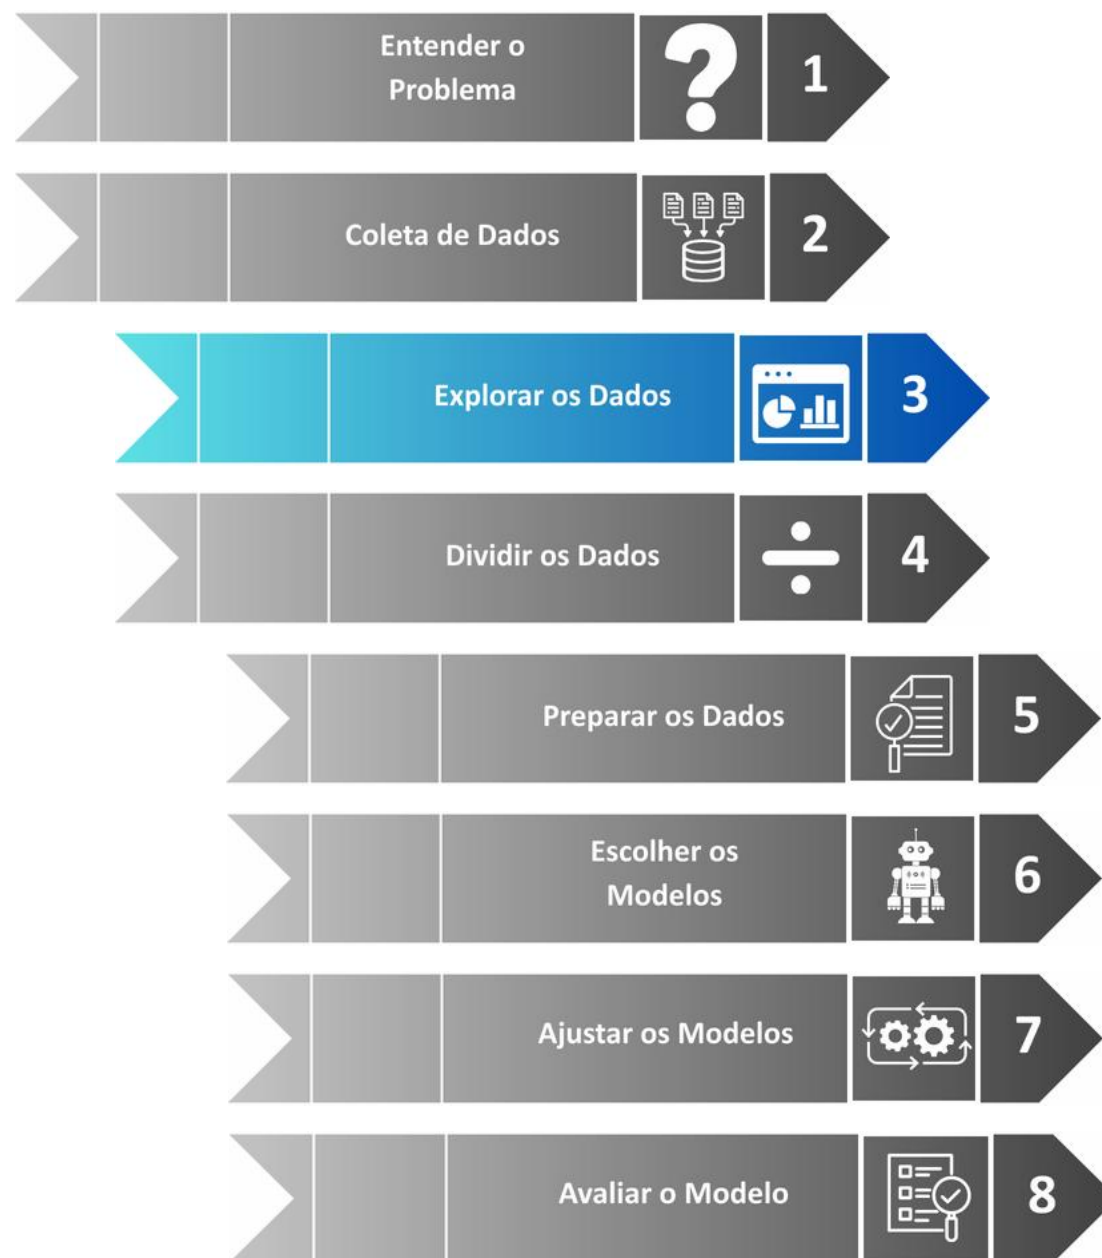 Entender o
Problema
1
Coleta de Dados
2
Explorar os Dados
3
Dividir os Dados
4
Preparar os Dados
5
Escolher os
Modelos
6
Ajustar os Modelos
7
Avaliar o Modelo
8